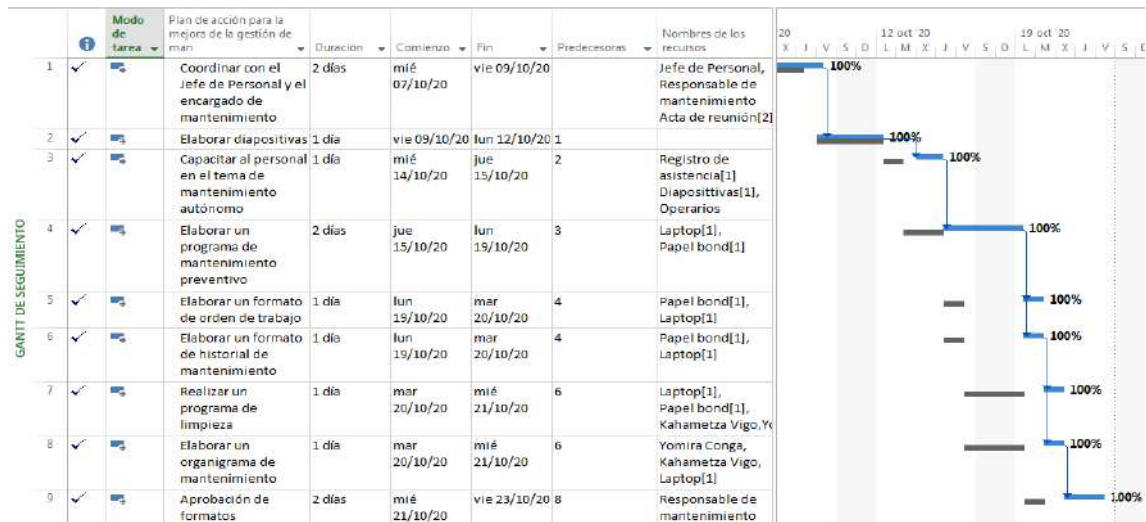 Modo de tarea
Plan de acción para la mejora de la gestión de man
Duración
Comienzo
Fin
Predecesoras
Nombres de los recursos
20
12 oct '20
19 oct '20
X J V S D L M X J V S D L M X J V S D
GANTT DE SEGUIMIENTO
1 Coordinar con el Jefe de Personal y el encargado de mantenimiento 2 días mié 07/10/20 vie 09/10/20 Jefe de Personal, Responsable de mantenimiento Acta de reunión[2] 100%
2 Elaborar diapositivas 1 día vie 09/10/20 lun 12/10/20 1 100%
3 Capacitar al personal en el tema de mantenimiento autónomo 1 día mié 14/10/20 jue 15/10/20 2 Registro de asistencia[1] Diaposittivas[1], Operarios 100%
4 Elaborar un programa de mantenimiento preventivo 2 días jue 15/10/20 lun 19/10/20 3 Laptop[1], Papel bond[1] 100%
5 Elaborar un formato de orden de trabajo 1 día lun 19/10/20 mar 20/10/20 4 Papel bond[1], Laptop[1] 100%
6 Elaborar un formato de historial de mantenimiento 1 día lun 19/10/20 mar 20/10/20 4 Papel bond[1], Laptop[1] 100%
7 Realizar un programa de limpieza 1 día mar 20/10/20 mié 21/10/20 6 Laptop[1], Papel bond[1], Kahametza Vigo,Yo 100%
8 Elaborar un organigrama de mantenimiento 1 día mar 20/10/20 mié 21/10/20 6 Yomira Conga, Kahametza Vigo, Laptop[1] 100%
9 Aprobación de formatos 2 días mié 21/10/20 vie 23/10/20 8 Responsable de mantenimiento 100%